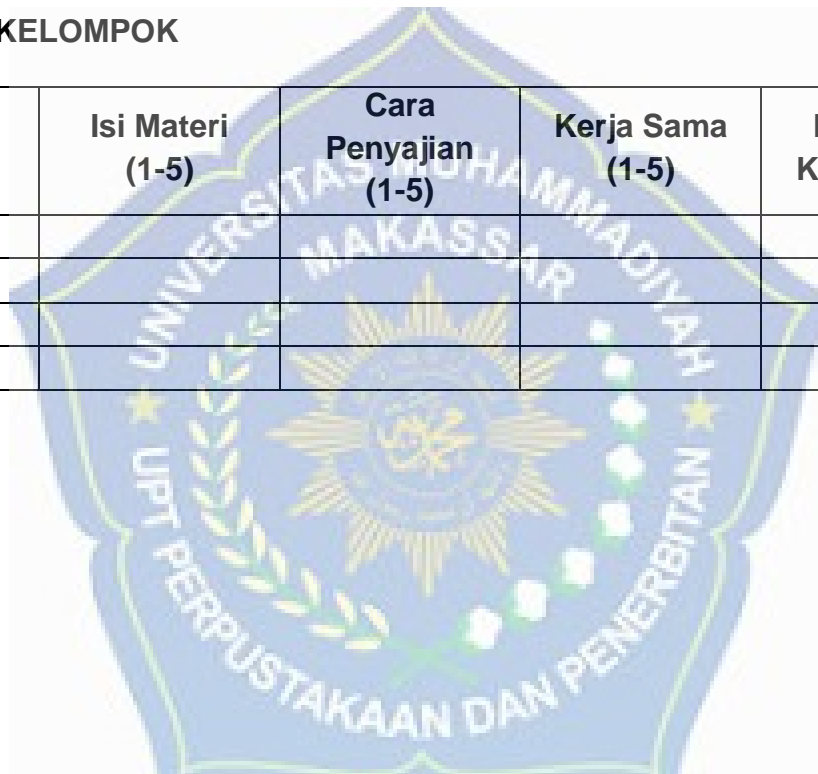 KELOMPOK
Isi Materi
(1-5)
Cara
Penyajian
(1-5)
Kerja Sama
(1-5)
K
UNIVERSITAS MUHAMMADIYAH
MAKASSAR
UPT PERPUSTAKAAN DAN PENERBITAN